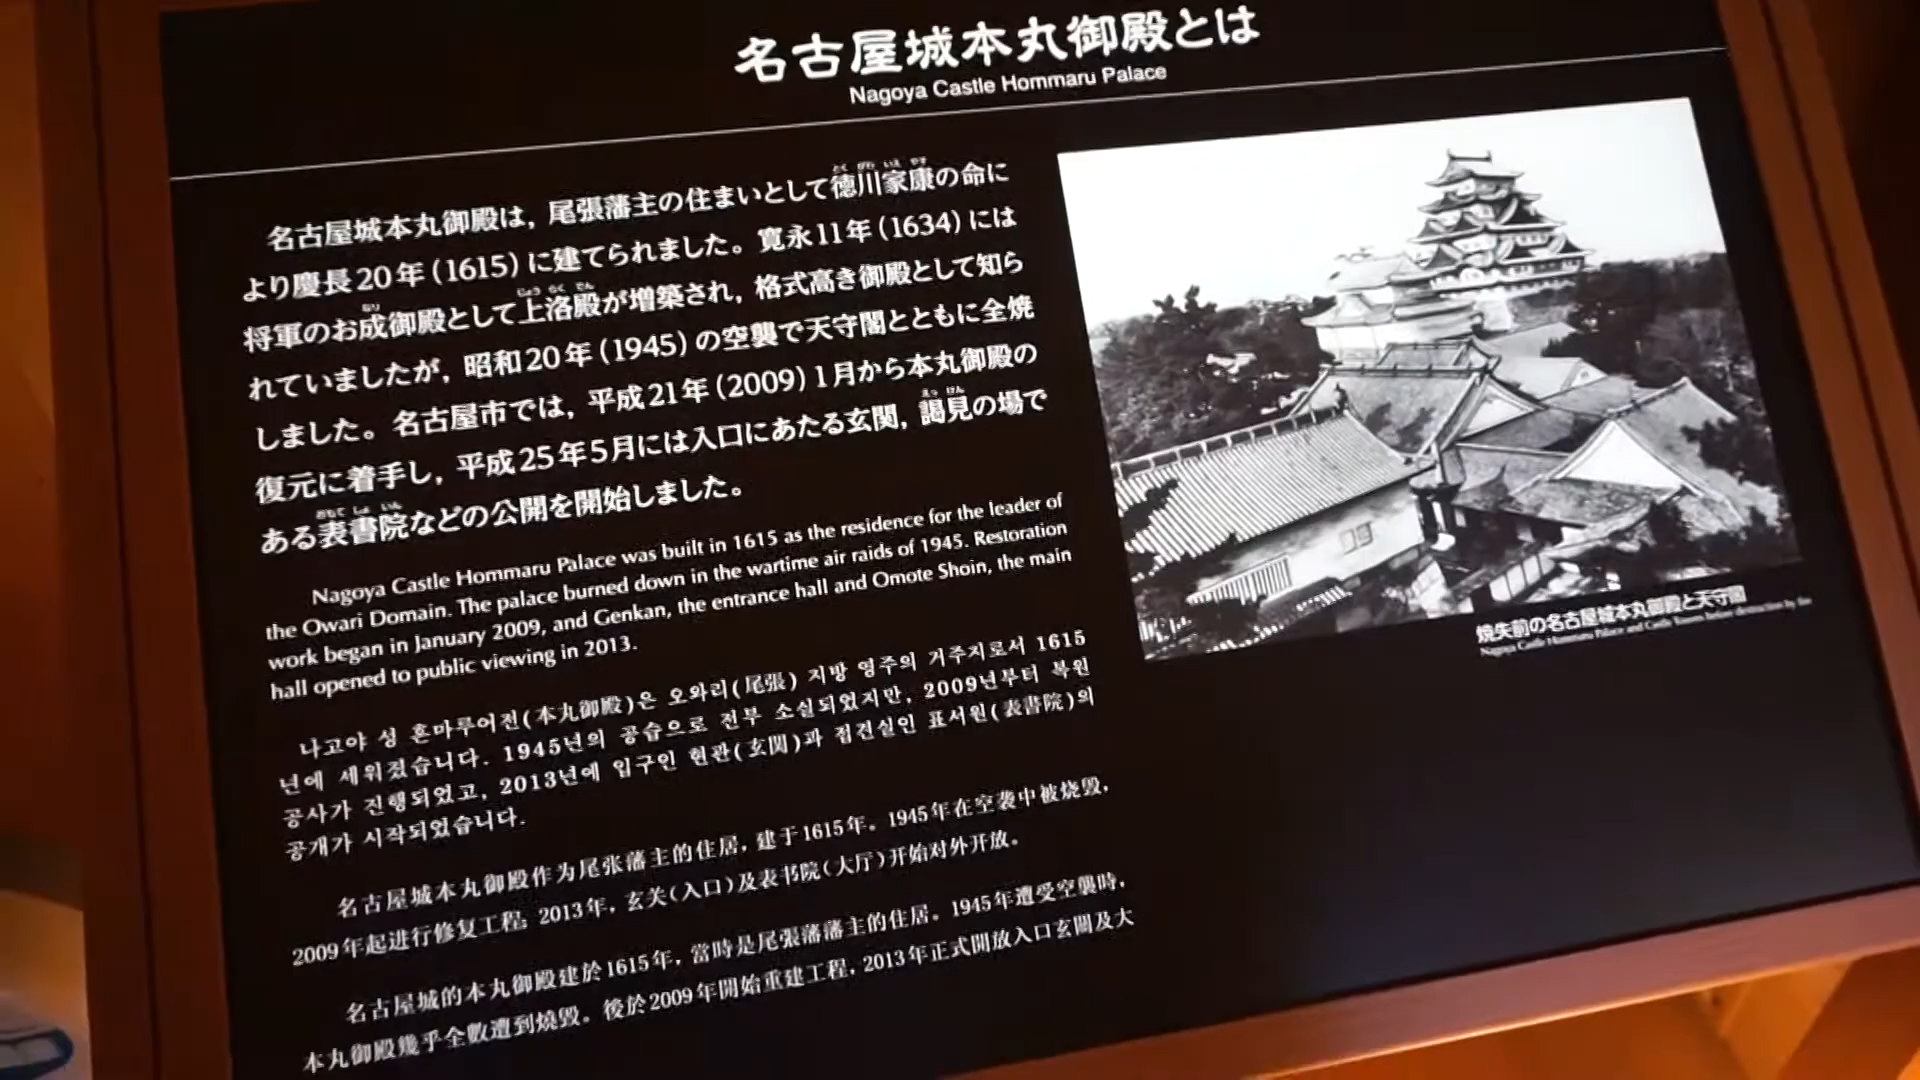 名古屋城本丸御殿とは
Nagoya Castle Hommaru Palace
名古屋城本丸御殿は，尾張藩主の住まいとして徳川家康の命に
より慶長20年(1615)に建てられました。寛永11年(1634)には
将軍のお成御殿として上洛殿が増築され，格式高き御殿として知ら
れていましたが，昭和20年(1945)の空襲で天守閣とともに全焼
しました。名古屋市では，平成21年(2009)1月から本丸御殿の
復元に着手し，平成25年5月には入口にあたる玄関，謁見の場で
ある表書院などの公開を開始しました。
Nagoya Castle Hommaru Palace was built in 1615 as the residence for the leader of
the Owari Domain. The palace burned down in the wartime air raids of 1945. Restoration
work began in January 2009, and Genkan, the entrance hall and Omote Shoin, the main
hall opened to public viewing in 2013.
나고야 성 혼마루어전(本丸御殿)은 오와리(尾張) 지방 영주의 거주지로서 1615
년에 세워졌습니다. 1945년의 공습으로 전부 소실되었지만, 2009년부터 복원
공사가 진행되었고, 2013년에 입구인 현관(玄関)과 접견실인 표서원(表書院)의
공개가 시작되었습니다.
名古屋城本丸御殿作为尾张藩主的住居，建于1615年。1945年在空袭中被烧毁，
2009年起进行修复工程；2013年，玄关(入口)及表书院(大厅)开始对外开放。
名古屋城的本丸御殿建於1615年，當時是尾張藩藩主的住居。1945年遭受空襲時，
本丸御殿幾乎全數遭到燒毀。後於2009年開始重建工程，2013年正式開放入口玄關及大
焼失前の名古屋城本丸御殿と天守閣
Nagoya Castle Hommaru Palace and Castle Towers before destruction by fire